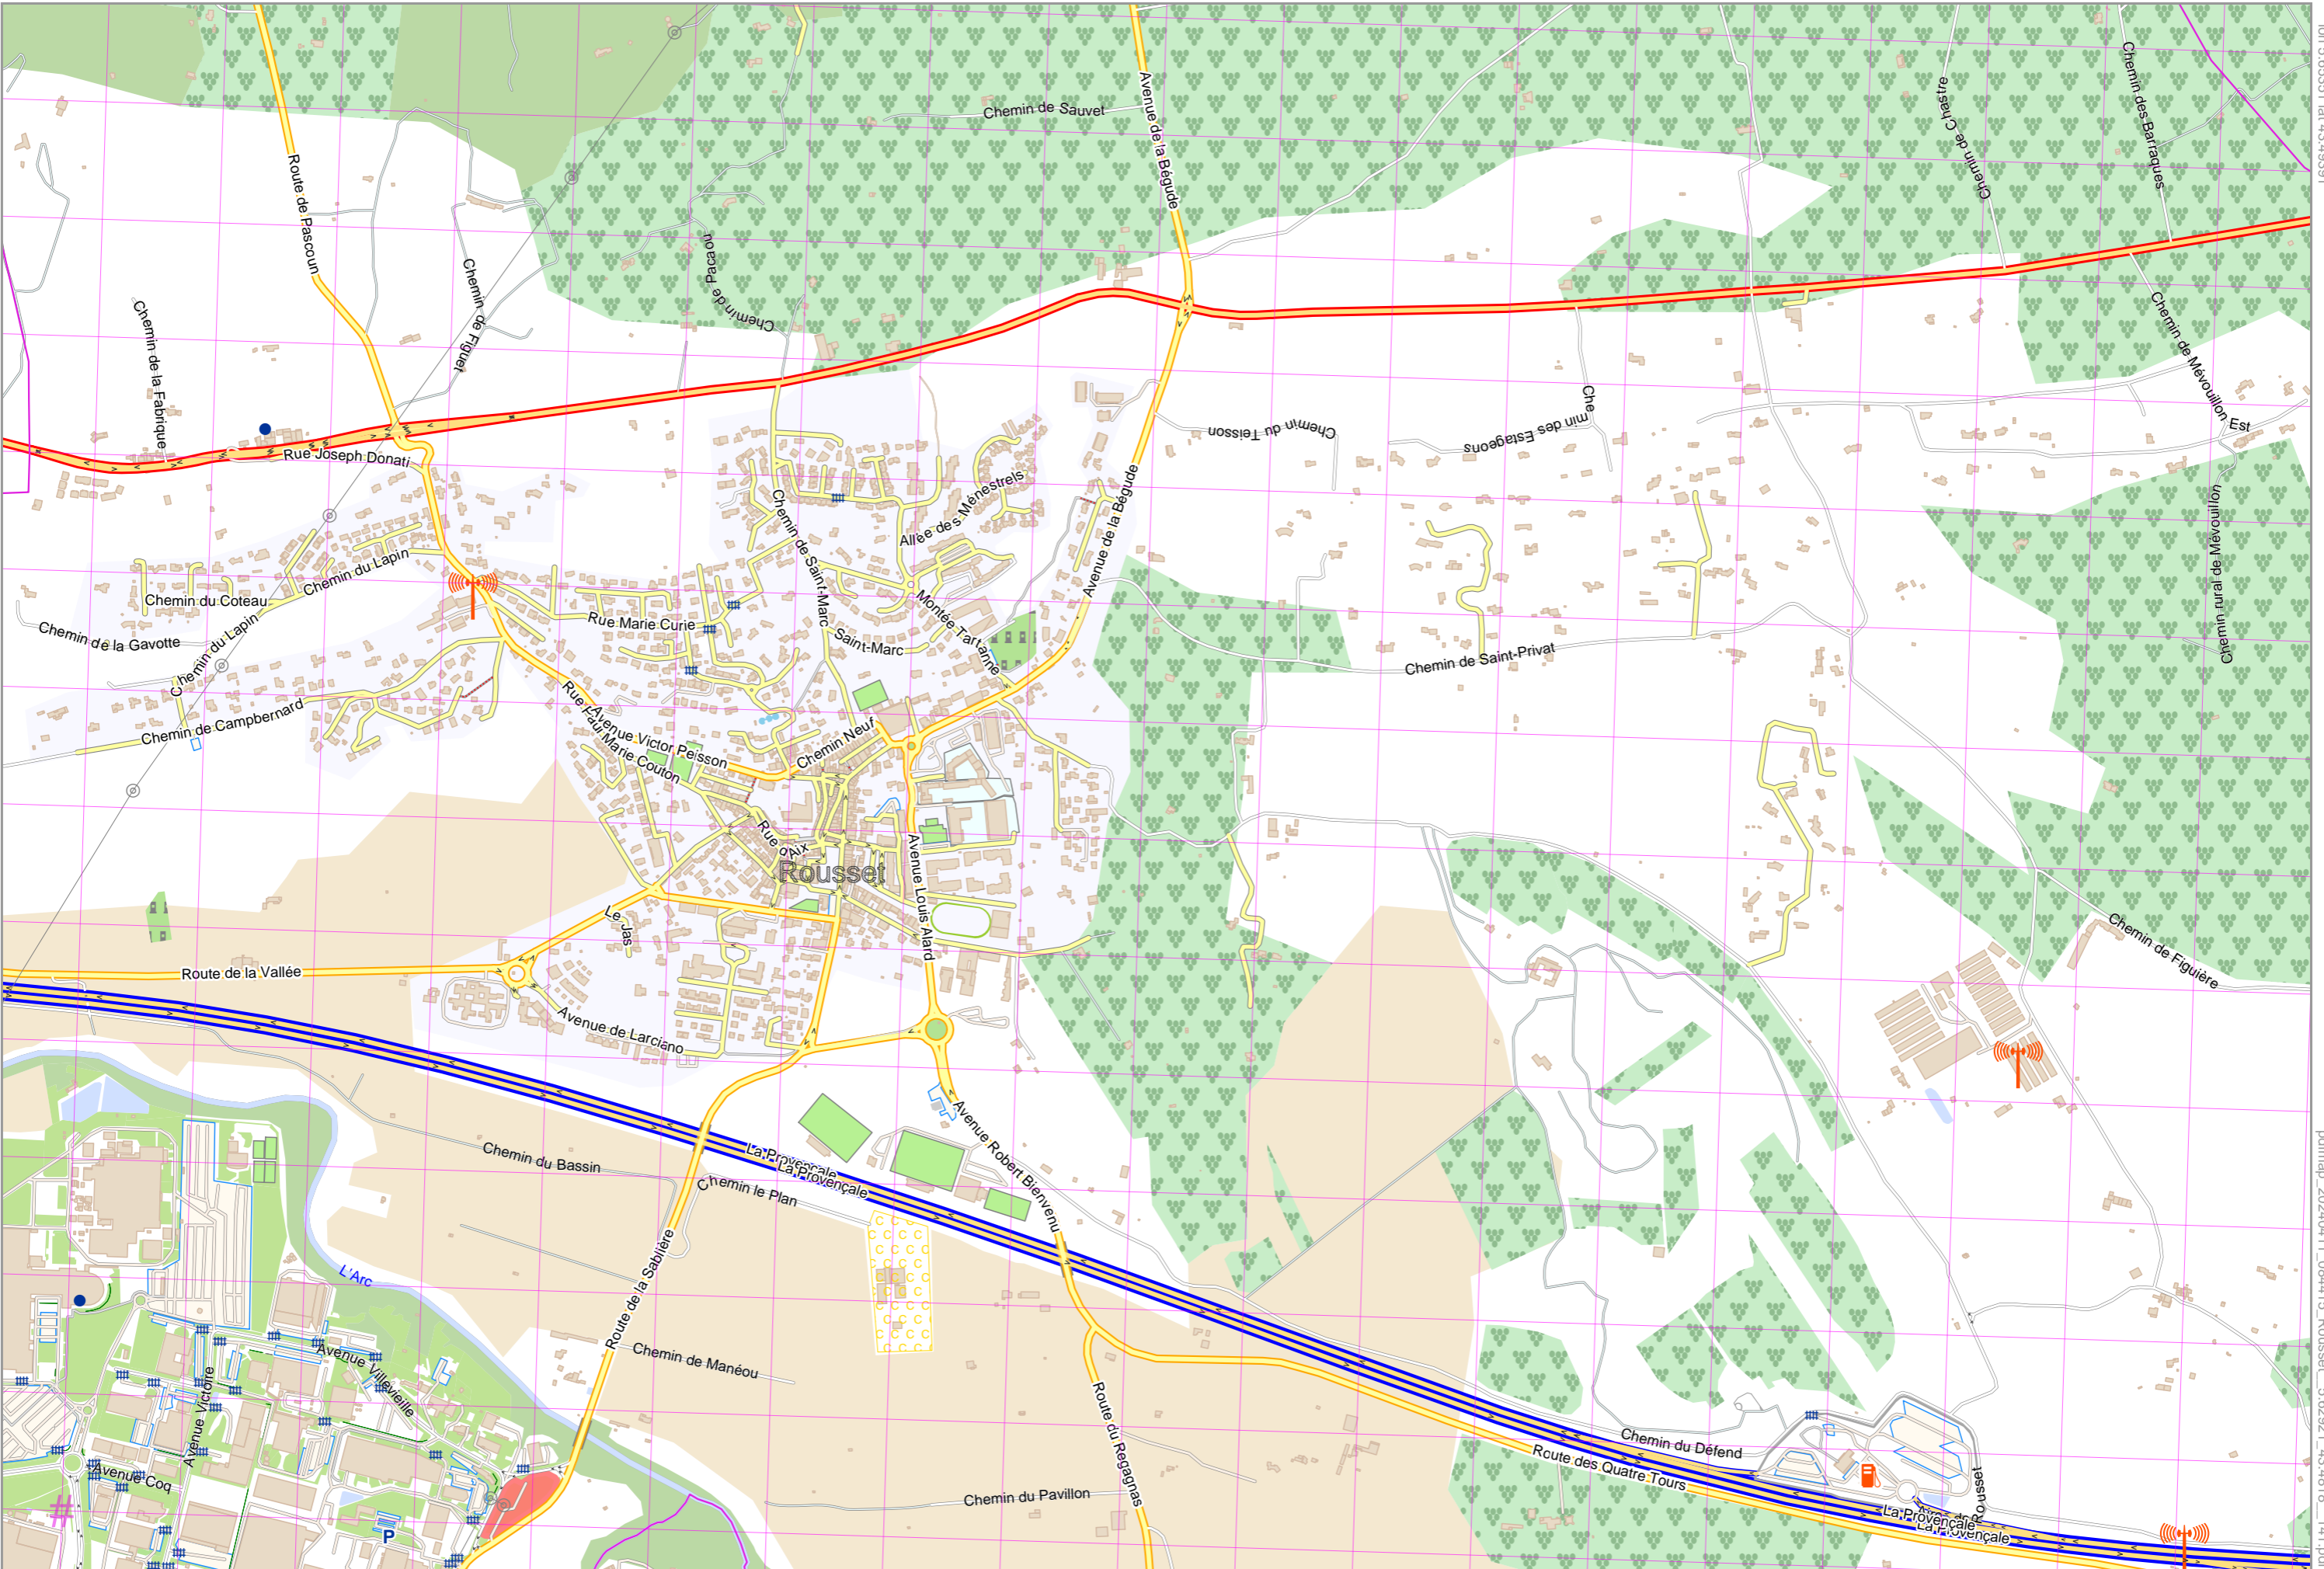 Chemin de Sauvet
Avenue de la Bégude
Chemin de Chastre
Chemin des Barraques
Route de Pascoun
Chemin de Figuet
Chemin de Pacaoun
Chemin de la Fabrique
Rue Joseph Donati
Chemin de Mévouillon Est
Chemin du Teisson
Chemin des Estageons
Allée des Ménestrels
Chemin de Saint-Marc
Avenue de la Bégude
Chemin rural de Mévouillon
Chemin du Lapin
Chemin du Coteau
Chemin de la Gavotte
Chemin du Lapin
Rue Marie Curie
Saint-Marc
Montée Tartanne
Chemin de Saint-Privat
Chemin de Campbernard
Rue Paul Marie Couton
Avenue Victor Peisson
Chemin Neuf
Rue d'Aix
Rousset
Avenue Louis Alard
Le Jas
Route de la Vallée
Avenue de Larciano
Chemin de Figuière
Chemin du Bassin
La Provençale
La Provençale
Chemin le Plan
Avenue Robert Bienvenu
L'Arc
Route de la Sablière
Chemin de Manéou
Avenue Villevieille
Avenue Victoire
Avenue Coq
P
Route du Regagnas
Chemin du Pavillon
Chemin du Défend
Route des Quatre Tours
Rousset
La Provençale
La Provençale